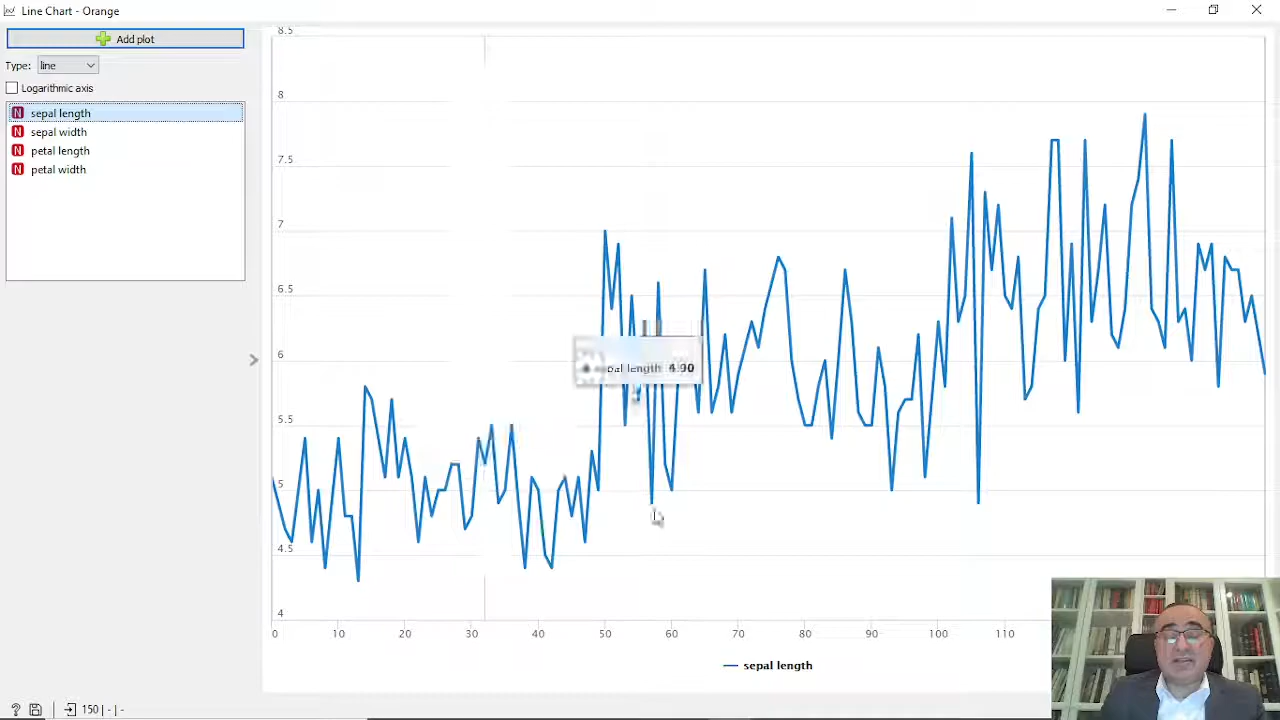 Line Chart - Orange
Add plot
Type: line
Logarithmic axis
N sepal length
N sepal width
N petal length
N petal width
8.5
8
7.5
7
6.5
6
5.5
5
4.5
4
sepal length 4.90
0 10 20 30 40 50 60 70 80 90 100 110
sepal length
? 150 | - | -